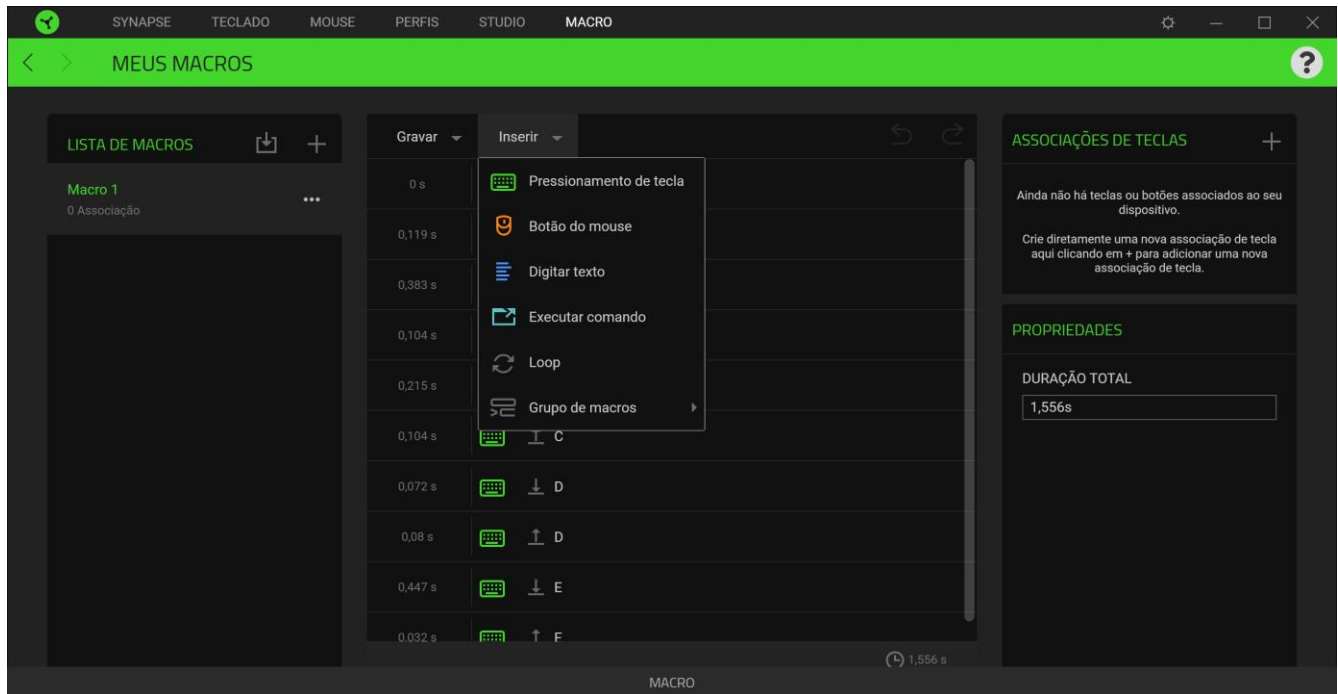 SYNAPSE TECLADO MOUSE PERFIS STUDIO MACRO
MEUS MACROS
?
LISTA DE MACROS
Macro 1
0 Associação
Gravar Inserir
0 s
0,119 s
0,383 s
0,104 s
0,215 s
Pressionamento de tecla
Botão do mouse
Digitar texto
Executar comando
Loop
Grupo de macros
0,104 s C
0,072 s D
0,08 s D
0,447 s E
0,032 s E
1,556 s
ASSOCIAÇÕES DE TECLAS
Ainda não há teclas ou botões associados ao seu
dispositivo.
Crie diretamente uma nova associação de tecla
aqui clicando em + para adicionar uma nova
associação de tecla.
PROPRIEDADES
DURAÇÃO TOTAL
1,556s
MACRO